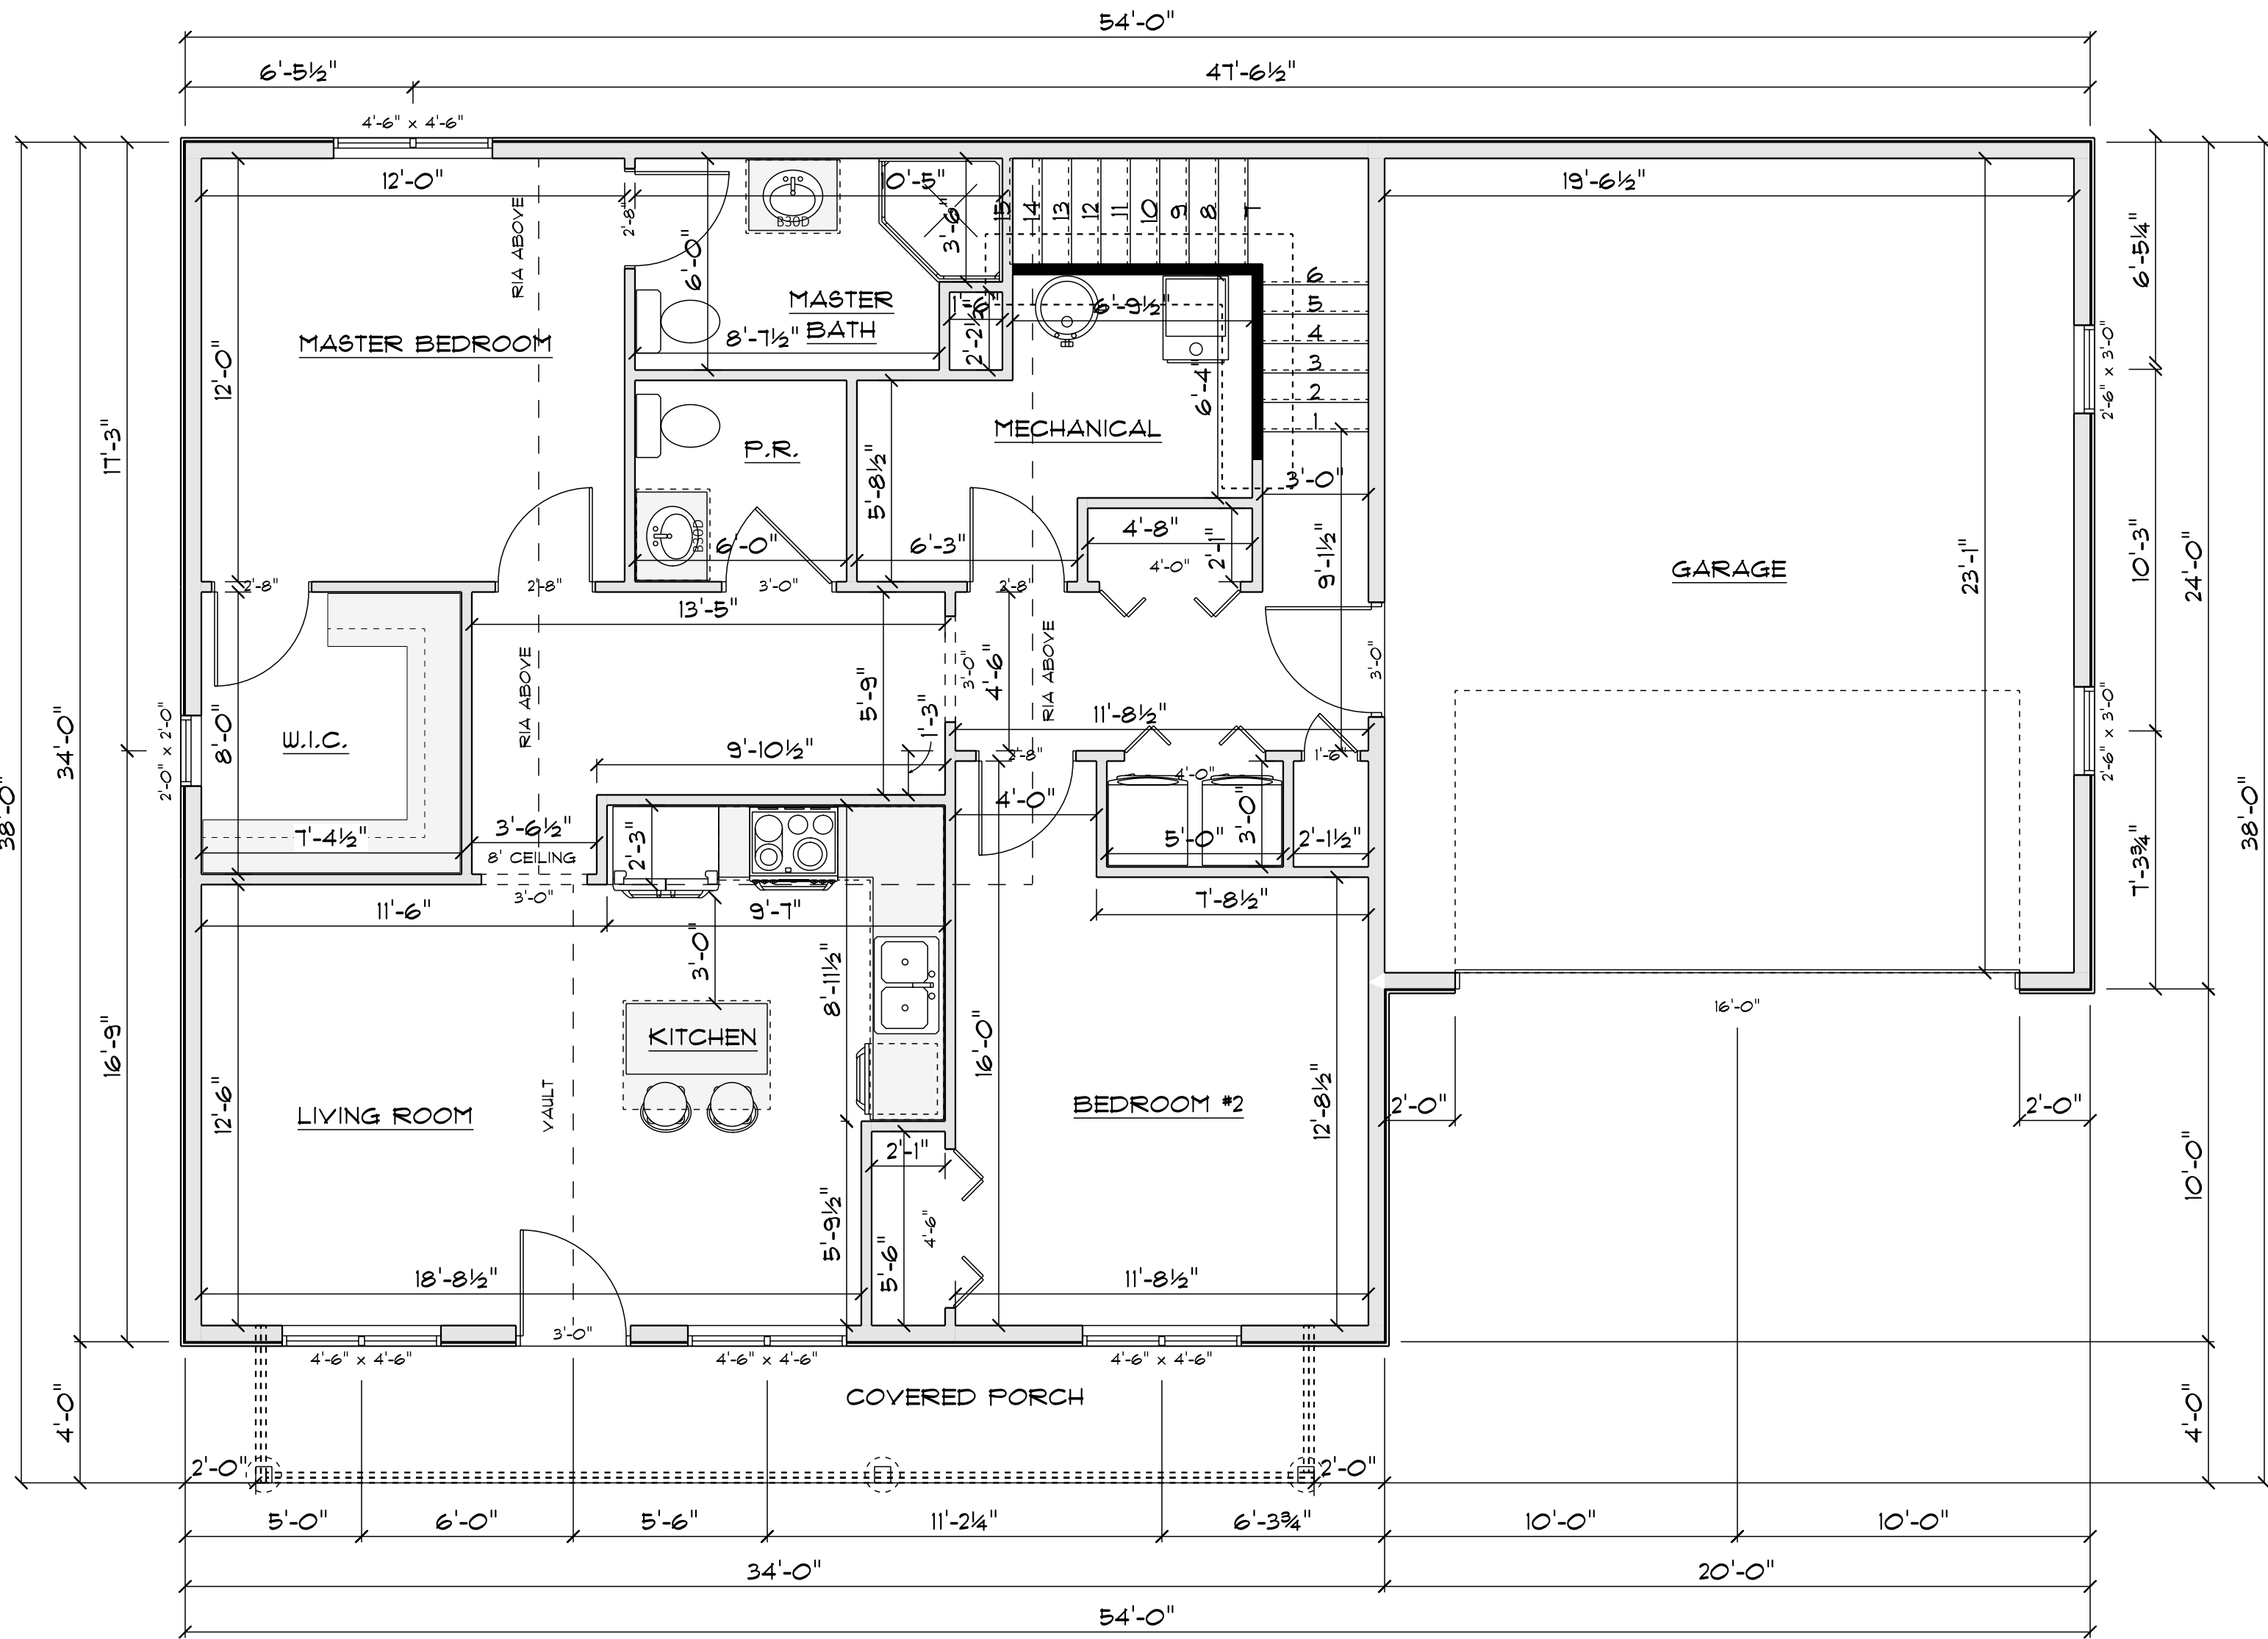 54'-0"
6'-5½" 47'-6½"
4'-6" x 4'-6"
12'-0" 10'-5" 19'-6½"
RIA ABOVE
2'-8"
B30D
3'-6"
15 14 13 12 11 10 9 8 7
6'-5¼"
6'-0"
6
5
4
3
2
1
MASTER
BATH
1'-6" 6'-9½"
2'-2½"
8'-7½"
MASTER BEDROOM
12'-0"
2'-6" x 3'-0"
6'-4"
17'-3"
P.R.
MECHANICAL
5'-8½"
3'-0"
B30D
6'-0" 6'-3" 4'-8"
2'-1"
4'-0"
9'-1½"
GARAGE
23'-1"
10'-3"
24'-0"
2'-8" 2'-8" 3'-0" 2'-8"
13'-5"
RIA ABOVE
5'-9"
3'-0"
4'-6"
RIA ABOVE
3'-0"
34'-0"
38'-0"
2'-0" x 2'-0"
8'-0"
W.I.C.
1'-3"
11'-8½"
9'-10½"
2'-8" 1'-6"
4'-0"
2'-6" x 3'-0"
4'-0"
3'-0"
7'-4½" 3'-6½"
2'-3"
5'-0" 2'-1½"
7'-3¾"
38'-0"
8' CEILING
3'-0"
11'-6" 9'-7" 7'-8½"
3'-0"
8'-11½"
16'-9"
12'-6"
KITCHEN
16'-0"
16'-0"
LIVING ROOM
VAULT
BEDROOM #2
12'-8½"
2'-0" 2'-0"
10'-0"
2'-1"
5'-9½"
5'-6"
4'-6"
18'-8½" 11'-8½"
3'-0"
4'-6" x 4'-6" 4'-6" x 4'-6" 4'-6" x 4'-6"
COVERED PORCH
4'-0" 4'-0"
2'-0" 2'-0"
5'-0" 6'-0" 5'-6" 11'-2¼" 6'-3¾" 10'-0" 10'-0"
34'-0" 20'-0"
54'-0"